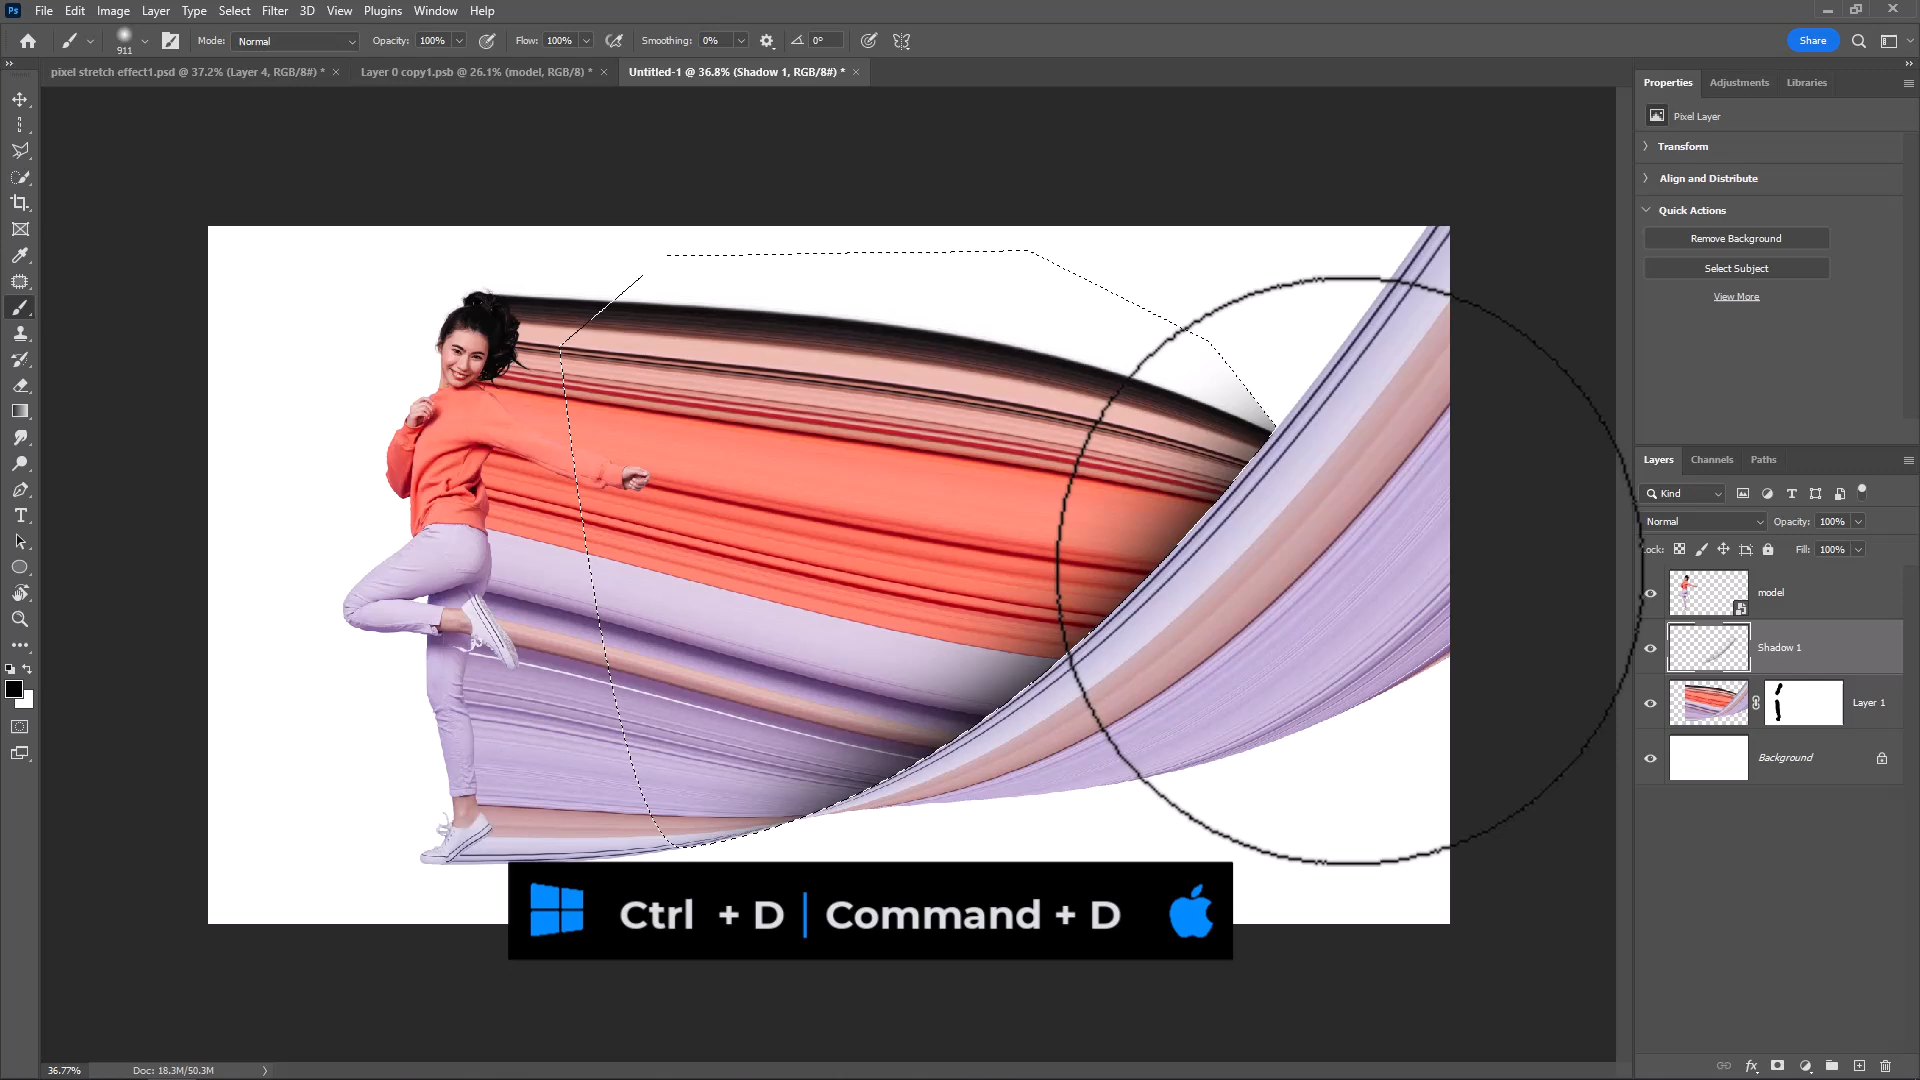 Ps File Edit Image Layer Type Select Filter 3D View Plugins Window Help
911 Mode: Normal Opacity: 100% Flow: 100% Smoothing: 0% 0° Share
pixel stretch effect1.psd @ 37.2% (Layer 4, RGB/8#) * × Layer 0 copy1.psb @ 26.1% (model, RGB/8) * × Untitled-1 @ 36.8% (Shadow 1, RGB/8#) * ×
Properties Adjustments Libraries
Pixel Layer
Transform
Align and Distribute
Quick Actions
Remove Background
Select Subject
View More
Layers Channels Paths
Kind
Normal Opacity: 100%
Lock: Fill: 100%
model
Shadow 1
Layer 1
Background
Ctrl + D | Command + D
36.77% Doc: 18.3M/50.3M